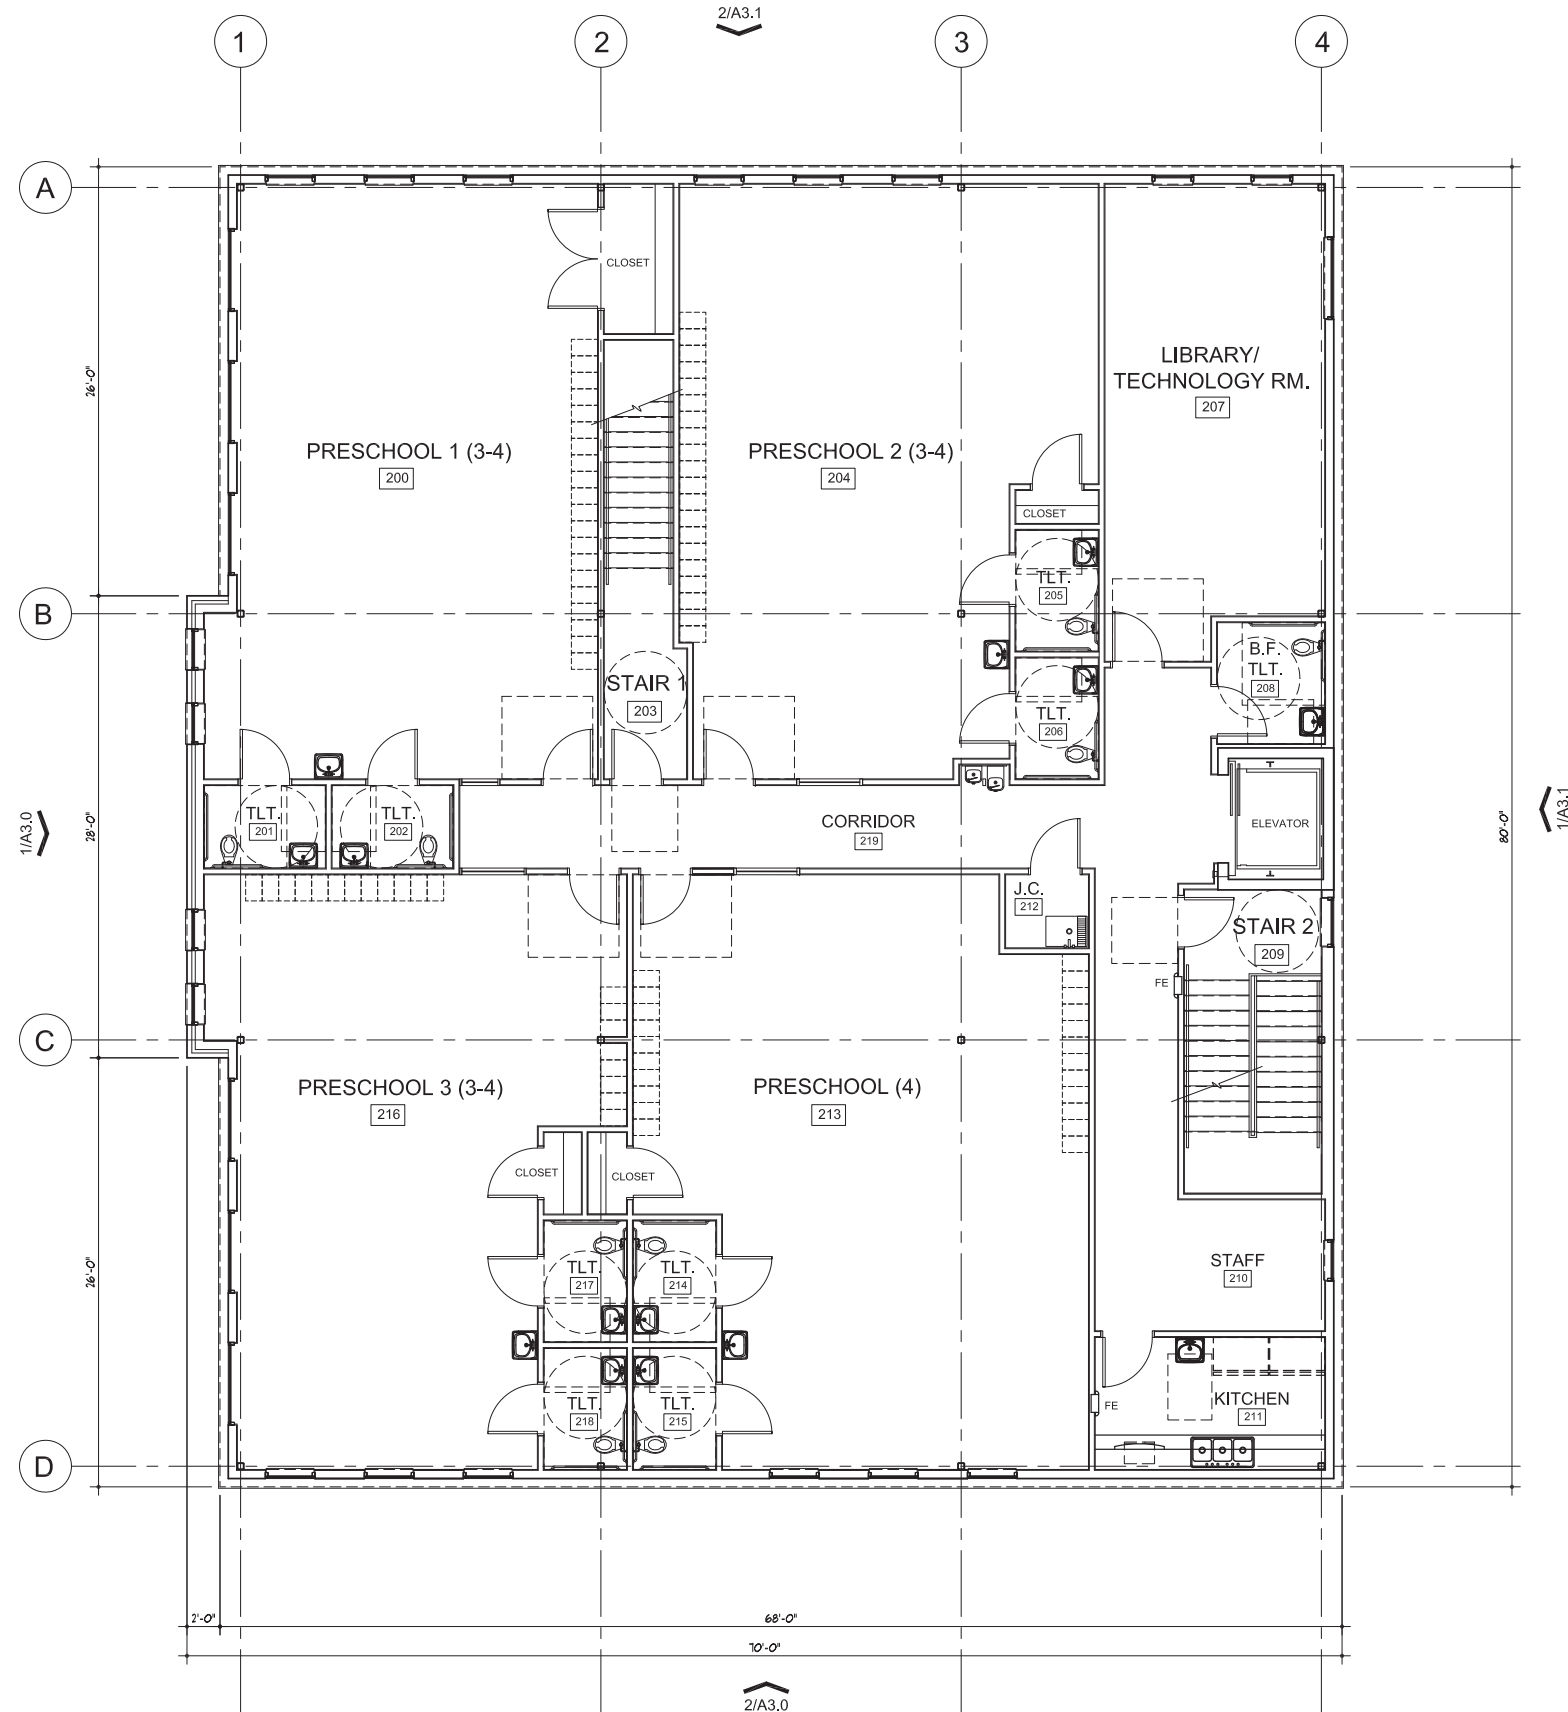 2/A3.1
1
2
3
4
A
CLOSET
26'-0"
LIBRARY/
TECHNOLOGY RM.
207
PRESCHOOL 1 (3-4)
200
PRESCHOOL 2 (3-4)
204
CLOSET
TLT.
205
B
B.F.
TLT.
208
STAIR 1
203
TLT.
206
1/A3.0
28'-0"
TLT.
201
TLT.
202
CORRIDOR
219
ELEVATOR
80'-0"
1/A3.1
J.C.
212
STAIR 2
209
FE
C
PRESCHOOL 3 (3-4)
216
PRESCHOOL (4)
213
CLOSET
CLOSET
26'-0"
TLT.
217
TLT.
214
STAFF
210
TLT.
218
TLT.
215
FE
KITCHEN
211
D
2'-0"
68'-0"
70'-0"
2/A3.0